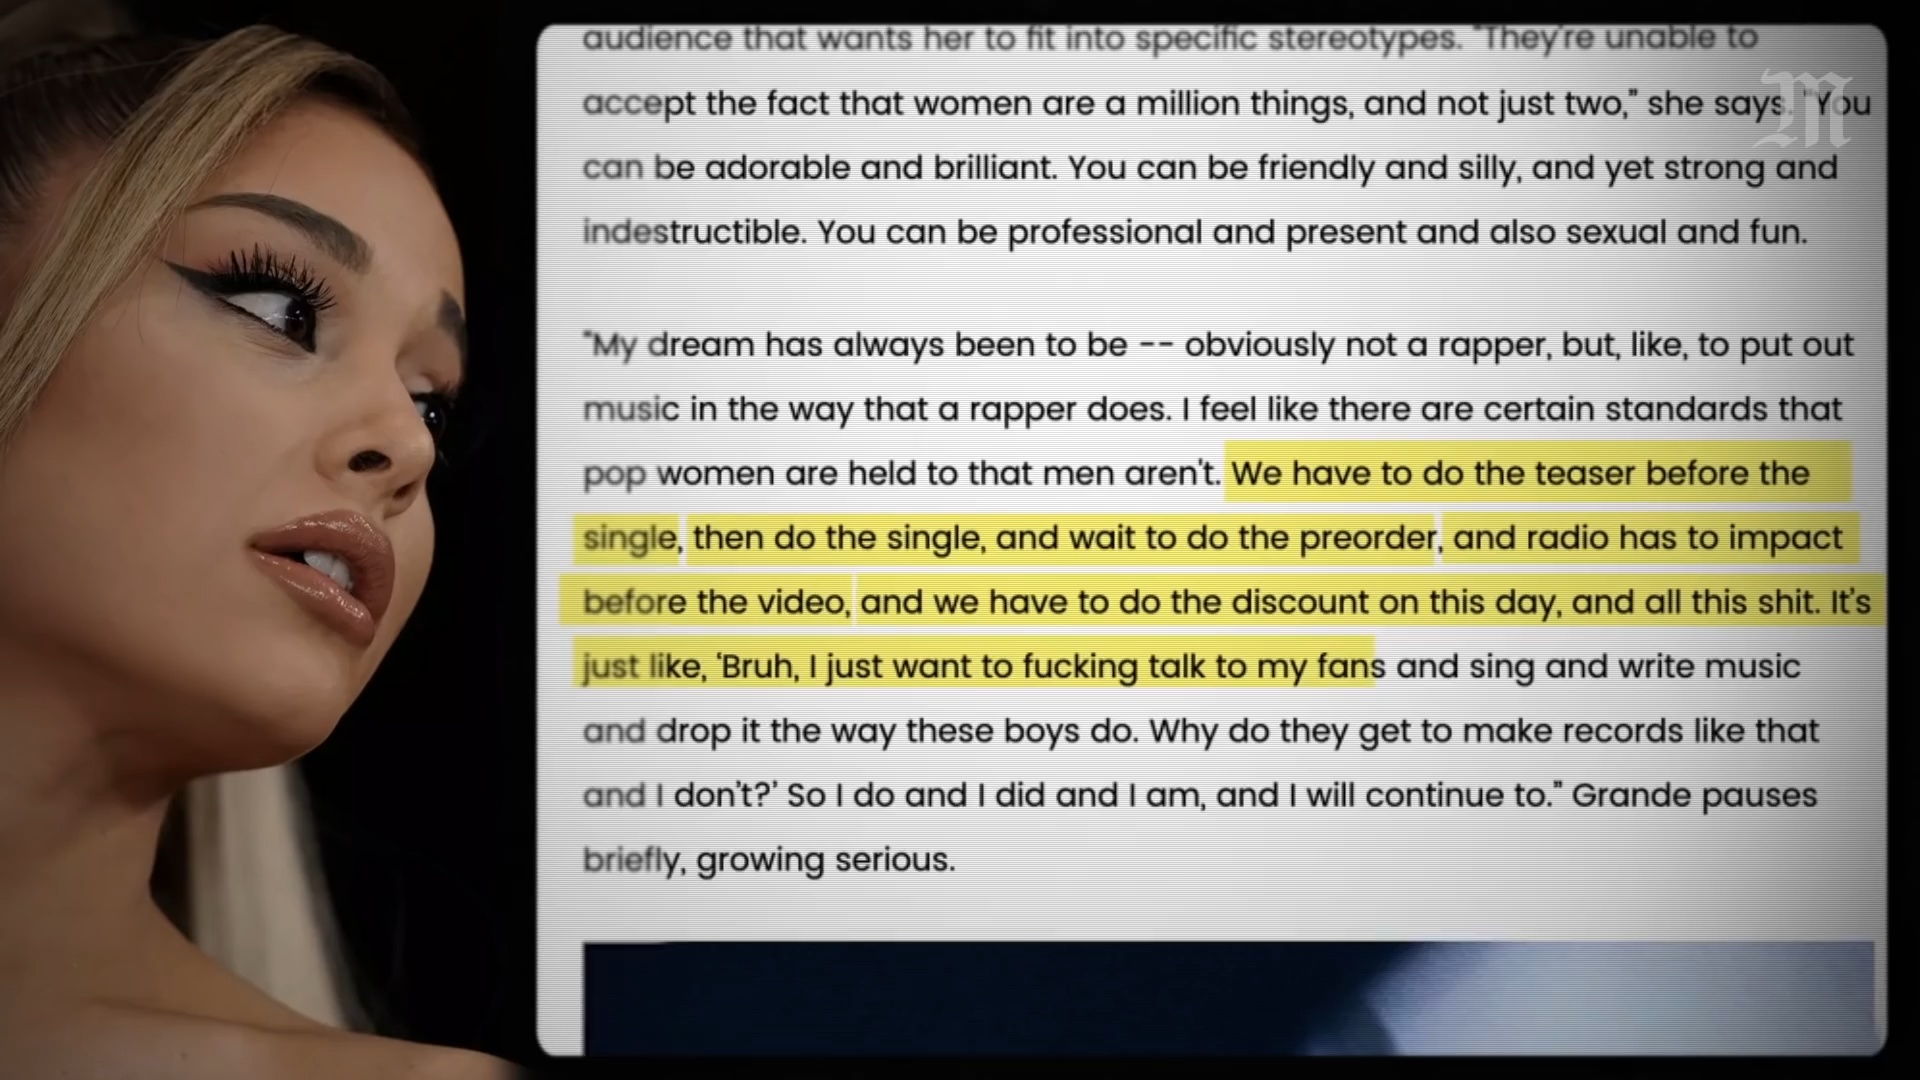 audience that wants her to fit into specific stereotypes. "They're unable to
accept the fact that women are a million things, and not just two," she says. "You
can be adorable and brilliant. You can be friendly and silly, and yet strong and
indestructible. You can be professional and present and also sexual and fun.
"My dream has always been to be -- obviously not a rapper, but, like, to put out
music in the way that a rapper does. I feel like there are certain standards that
pop women are held to that men aren't. We have to do the teaser before the
single, then do the single, and wait to do the preorder, and radio has to impact
before the video, and we have to do the discount on this day, and all this shit. It's
just like, 'Bruh, I just want to fucking talk to my fans and sing and write music
and drop it the way these boys do. Why do they get to make records like that
and I don't?' So I do and I did and I am, and I will continue to." Grande pauses
briefly, growing serious.
M